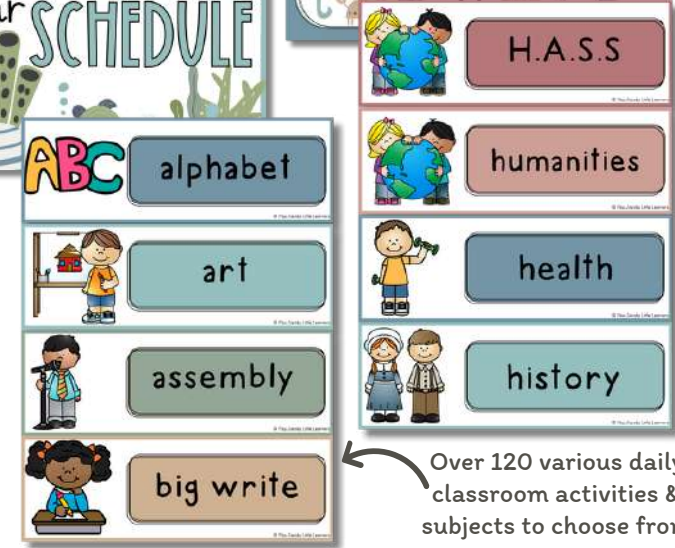 SCHEDULE
ABC
alphabet
art
assembly
big write
H.A.S.S
humanities
health
history
Over 120 various daily
classroom activities &
subjects to choose from